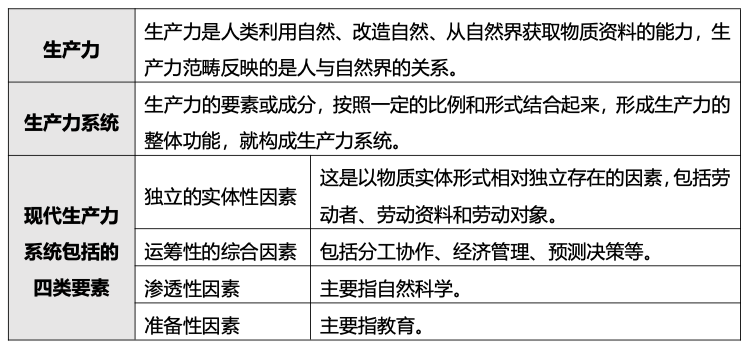 生产力
生产力是人类利用自然、改造自然、从自然界获取物质资料的能力，生
产力范畴反映的是人与自然界的关系。
生产力系统
生产力的要素或成分，按照一定的比例和形式结合起来，形成生产力的
整体功能，就构成生产力系统。
现代生产力
系统包括的
四类要素
独立的实体性因素
这是以物质实体形式相对独立存在的因素，包括劳
动者、劳动资料和劳动对象。
运筹性的综合因素
包括分工协作、经济管理、预测决策等。
渗透性因素
主要指自然科学。
准备性因素
主要指教育。